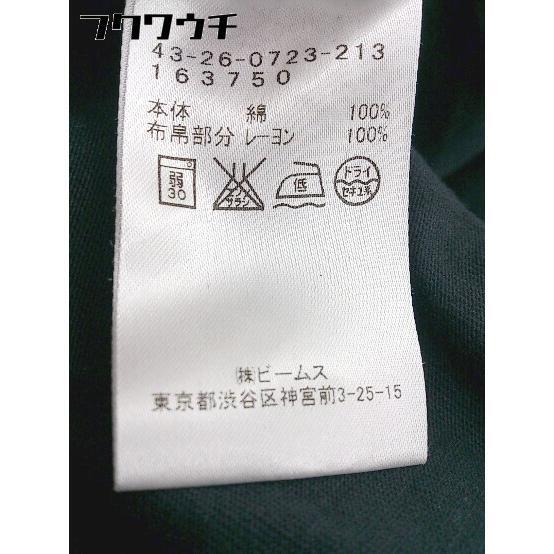 フクウウチ
43-26-0723-213
163750
本体 綿 100%
布帛部分 レーヨン 100%
弱 30 エンソサラシ 低 ドライ セキユ系
㈱ビームス
東京都渋谷区神宮前3-25-15